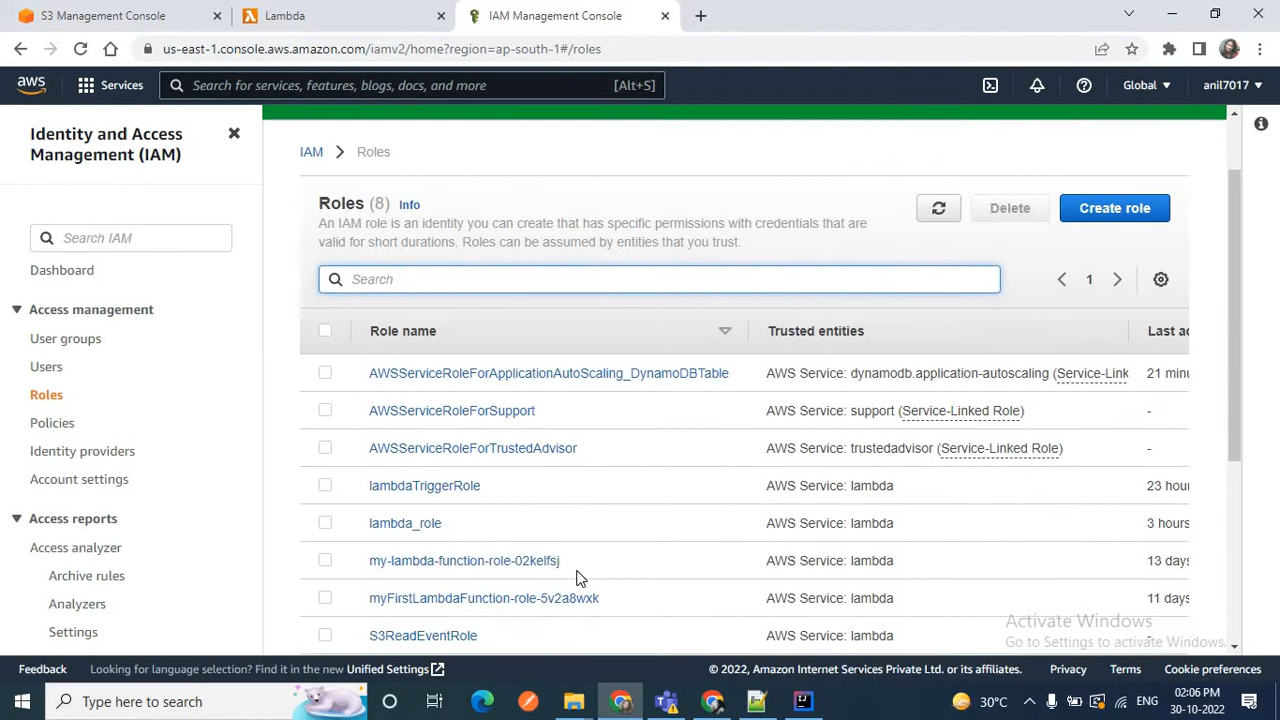 S3 Management Console
Lambda
IAM Management Console
us-east-1.console.aws.amazon.com/iamv2/home?region=ap-south-1#/roles
aws
Services
Search for services, features, blogs, docs, and more
[Alt+S]
Global
anil7017
Identity and Access
Management (IAM)
Search IAM
Dashboard
Access management
User groups
Users
Roles
Policies
Identity providers
Account settings
Access reports
Access analyzer
Archive rules
Analyzers
Settings
IAM > Roles
Roles (8) Info
An IAM role is an identity you can create that has specific permissions with credentials that are
valid for short durations. Roles can be assumed by entities that you trust.
Delete
Create role
Search
1
Role name Trusted entities Last ac
AWSServiceRoleForApplicationAutoScaling_DynamoDBTable AWS Service: dynamodb.application-autoscaling (Service-Link 21 minu
AWSServiceRoleForSupport AWS Service: support (Service-Linked Role) -
AWSServiceRoleForTrustedAdvisor AWS Service: trustedadvisor (Service-Linked Role) -
lambdaTriggerRole AWS Service: lambda 23 hour
lambda_role AWS Service: lambda 3 hours
my-lambda-function-role-02kelfsj AWS Service: lambda 13 days
myFirstLambdaFunction-role-5v2a8wxk AWS Service: lambda 11 days
S3ReadEventRole AWS Service: lambda -
Activate Windows
Go to Settings to activate Windows.
Feedback
Looking for language selection? Find it in the new Unified Settings
© 2022, Amazon Internet Services Private Ltd. or its affiliates.
Privacy
Terms
Cookie preferences
Type here to search
30°C
ENG
02:06 PM
30-10-2022